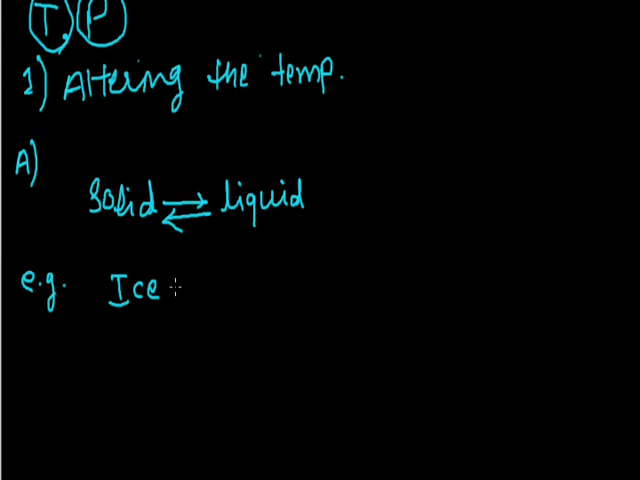 T. P
1) Altering the temp.
A)
Solid ⇌ liquid
e.g. Ice